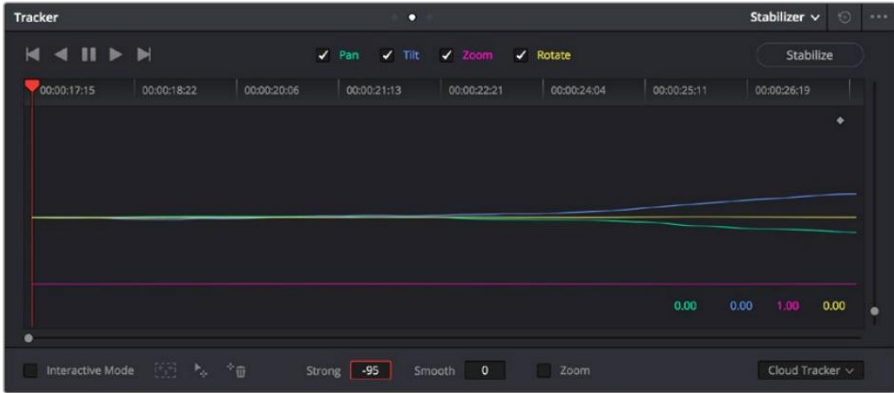 Tracker Stabilizer
Pan Tilt Zoom Rotate Stabilize
00:00:17:15 00:00:18:22 00:00:20:06 00:00:21:13 00:00:22:21 00:00:24:04 00:00:25:11 00:00:26:19
0.00 0.00 1.00 0.00
Interactive Mode Strong -95 Smooth 0 Zoom Cloud Tracker